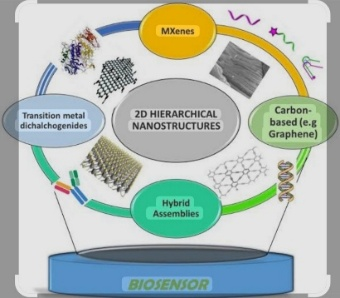 MXenes
Transition metal
dichalchogenides
2D HIERARCHICAL
NANOSTRUCTURES
Carbon-
based (e.g
Graphene)
Hybrid
Assemblies
BIOSENSOR